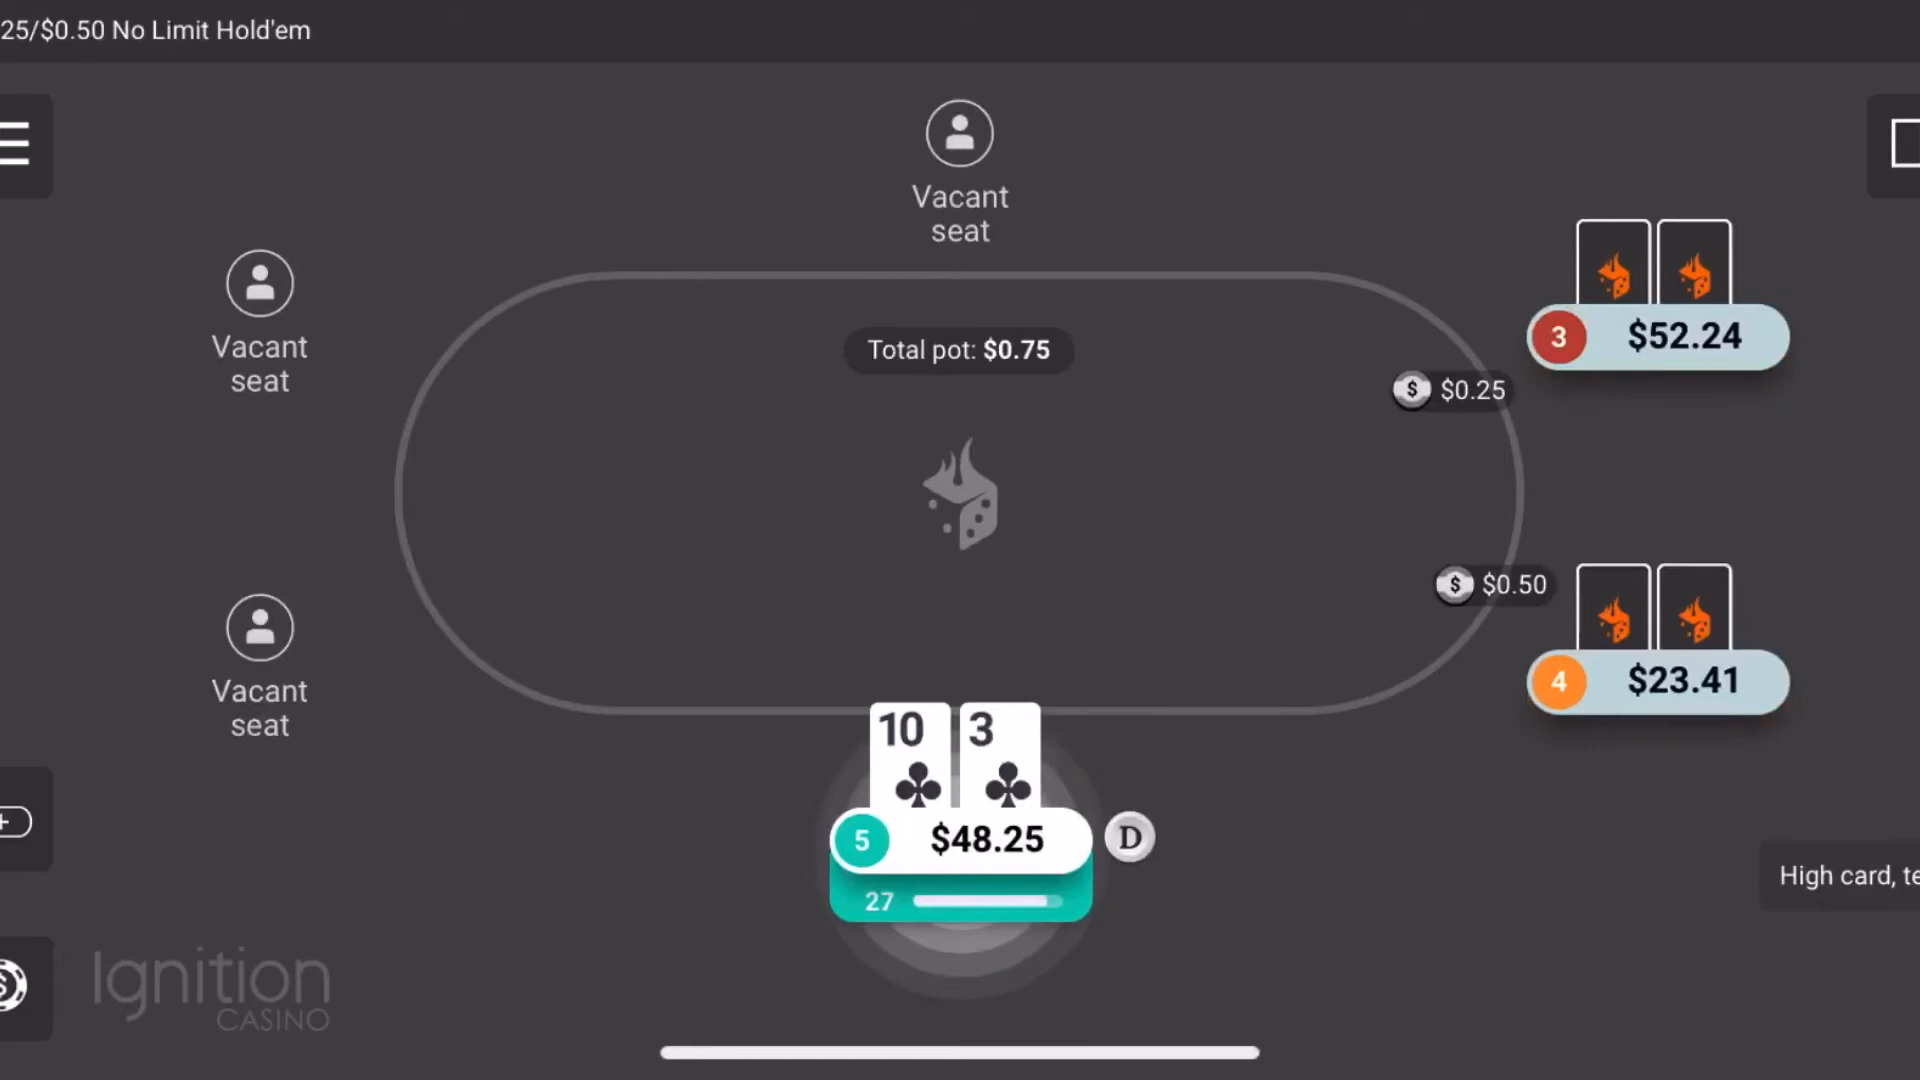 25/$0.50 No Limit Hold'em
Vacant
seat
Vacant
seat
3 $52.24
Total pot: $0.75
$ $0.25
$ $0.50
4 $23.41
Vacant
seat
10 3
5 $48.25 D
27
High card, te
Ignition
CASINO